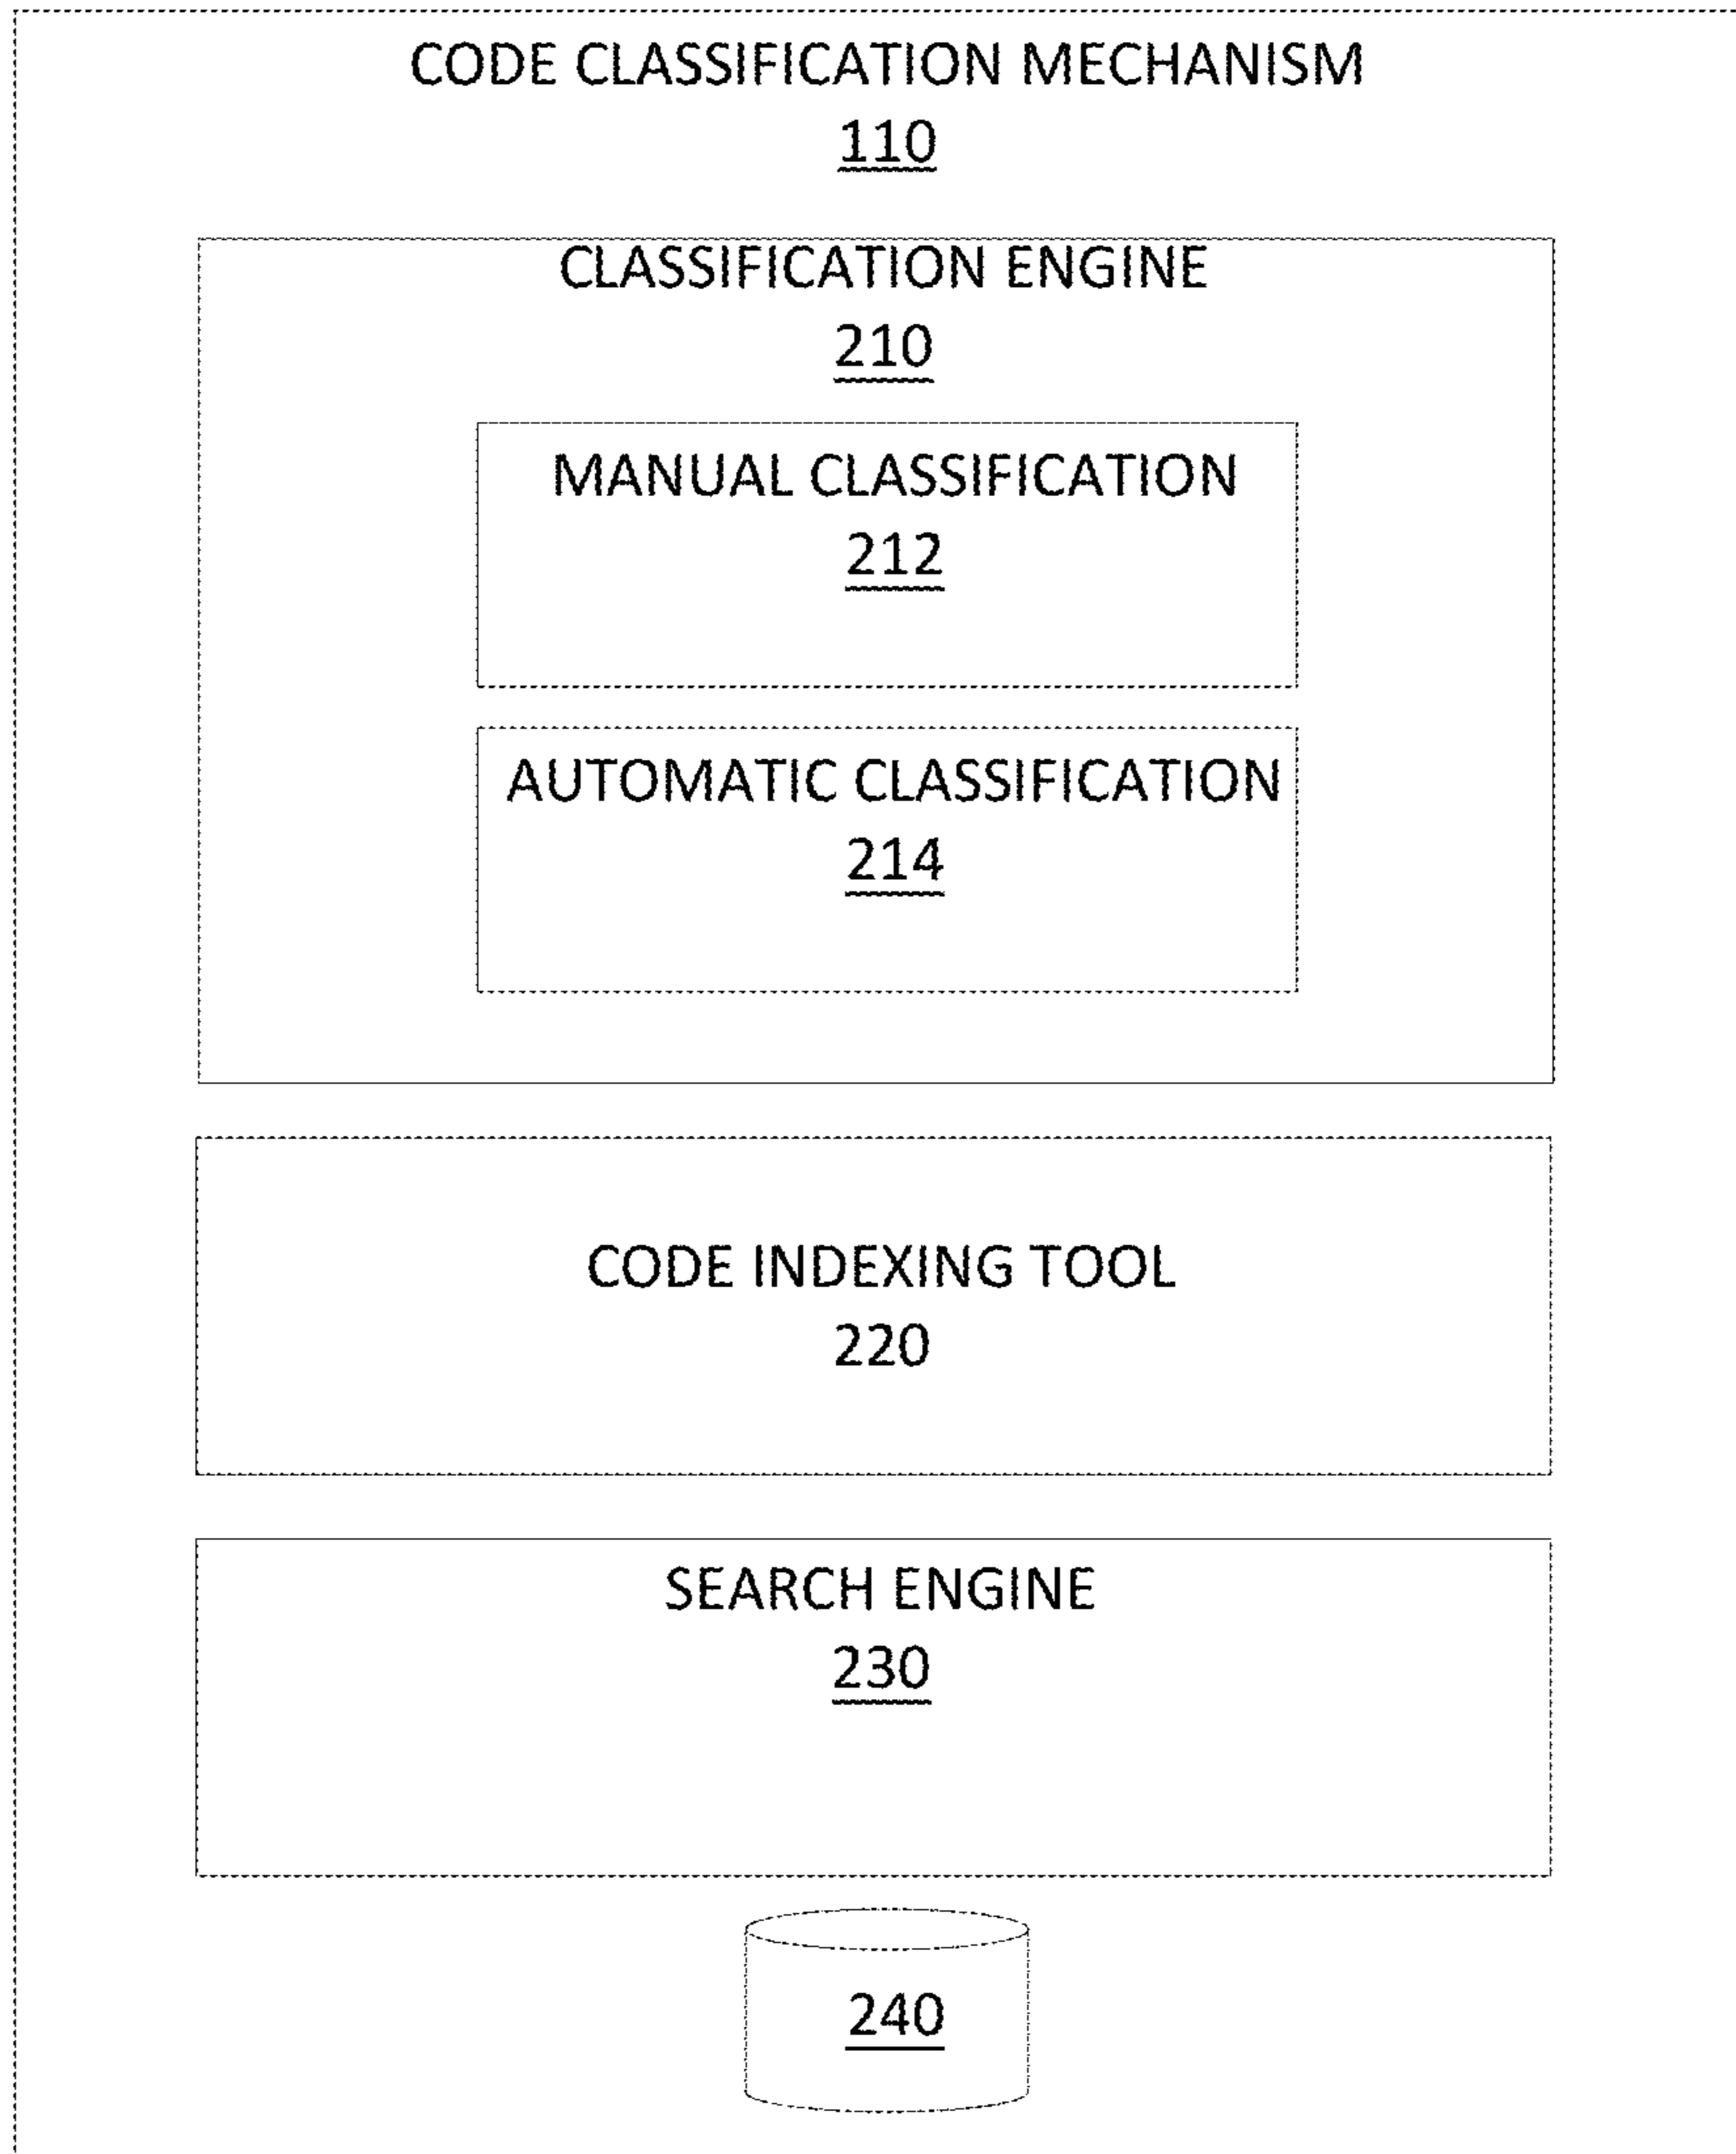 CODE CLASSIFICATION MECHANISM
110
CLASSIFICATION ENGINE
210
MANUAL CLASSIFICATION
212
AUTOMATIC CLASSIFICATION
214
CODE INDEXING TOOL
220
SEARCH ENGINE
230
240